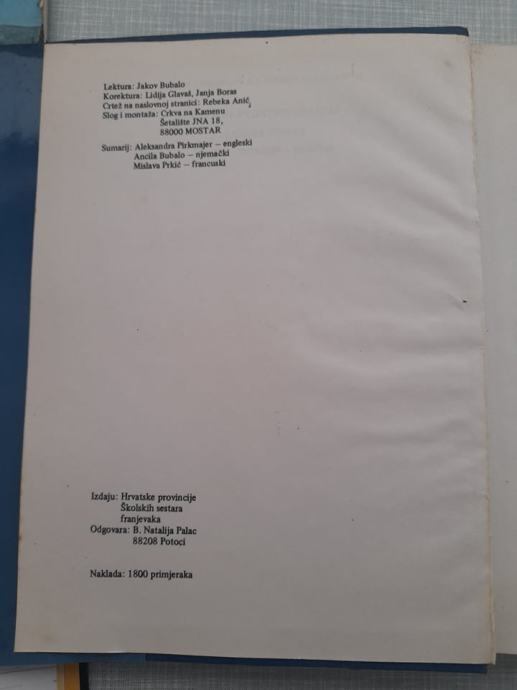 Lektura: Jakov Bubalo
Korektura: Lidija Glavaš, Janja Boras
Crtež na naslovnoj stranici: Rebeka Anić,
Slog i montaža: Crkva na Kamenu
Šetalište JNA 18,
88000 MOSTAR
Sumarij: Aleksandra Pirkmajer – engleski
Ancila Bubalo – njemački
Mislava Prkić – francuski
Izdaju: Hrvatske provincije
Školskih sestara
franjevaka
Odgovara: B. Natalija Palac
88208 Potoci
Naklada: 1800 primjeraka